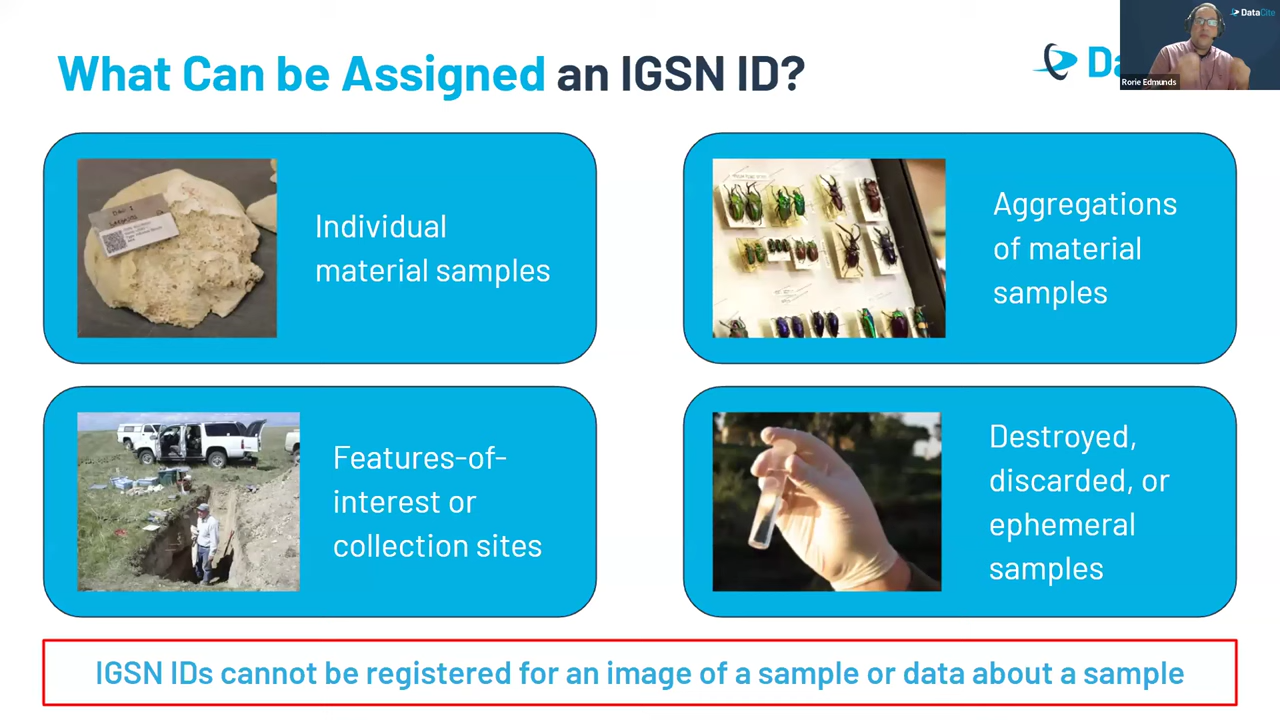 What Can be Assigned an IGSN ID?
DataCite
Rorie Edmunds
Individual
material samples
Aggregations
of material
samples
Features-of-
interest or
collection sites
Destroyed,
discarded, or
ephemeral
samples
IGSN IDs cannot be registered for an image of a sample or data about a sample